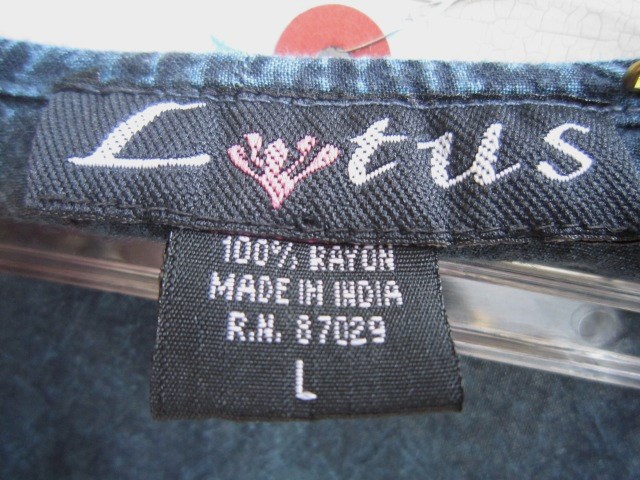 Lotus
100% RAYON
MADE IN INDIA
R.N. 87029
L